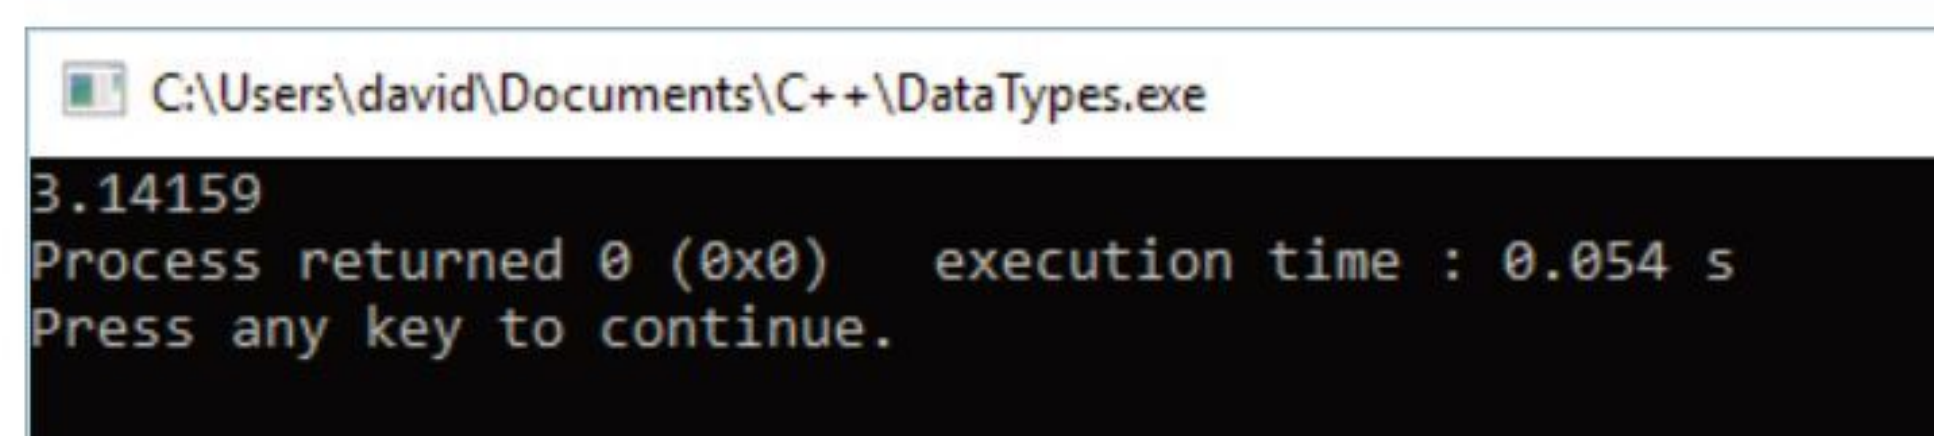 C:\Users\david\Documents\C++\DataTypes.exe
3.14159
Process returned 0 (0x0)   execution time : 0.054 s
Press any key to continue.